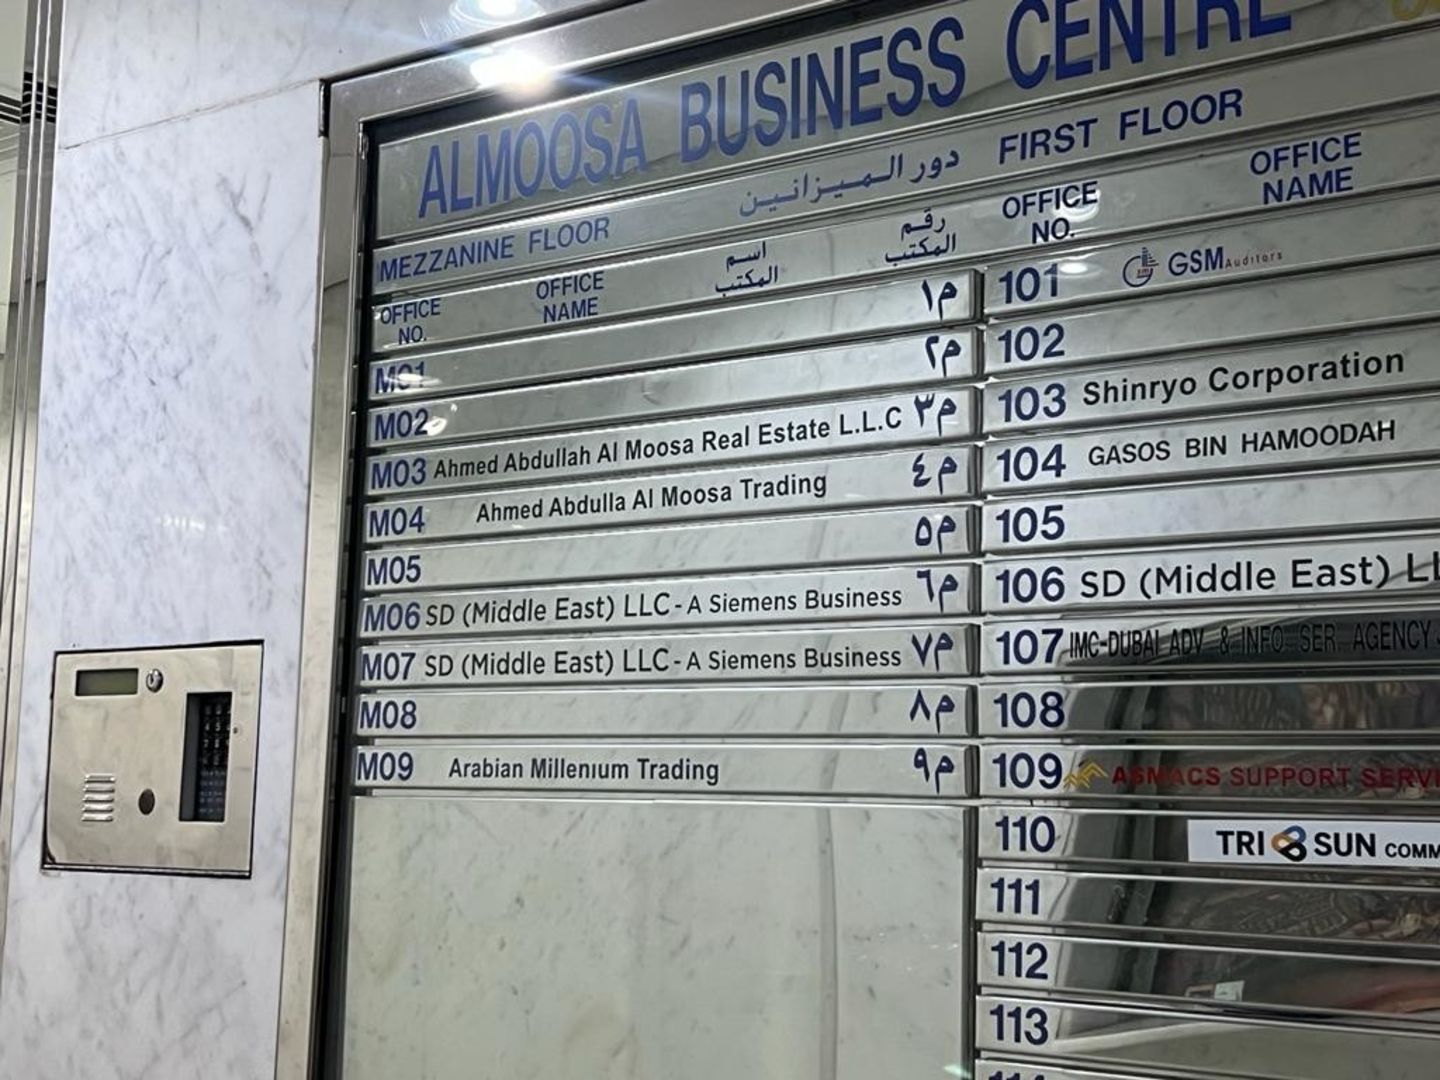 ALMOOSA BUSINESS CENTRE
MEZZANINE FLOOR دور الميزانين
OFFICE NO. OFFICE NAME اسم المكتب رقم المكتب
M01 م١
M02 م٢
M03 Ahmed Abdullah Al Moosa Real Estate L.L.C م٣
M04 Ahmed Abdulla Al Moosa Trading م٤
M05 م٥
M06 SD (Middle East) LLC - A Siemens Business م٦
M07 SD (Middle East) LLC - A Siemens Business م٧
M08 م٨
M09 Arabian Millenium Trading م٩
FIRST FLOOR
OFFICE NO. OFFICE NAME
101 GSM Auditors
102
103 Shinryo Corporation
104 GASOS BIN HAMOODAH
105
106 SD (Middle East)
107 IMC-DUBAI ADV & INFO. SER. AGENCY
108
109 ASMACS SUPPORT
110 TRI SUN
111
112
113